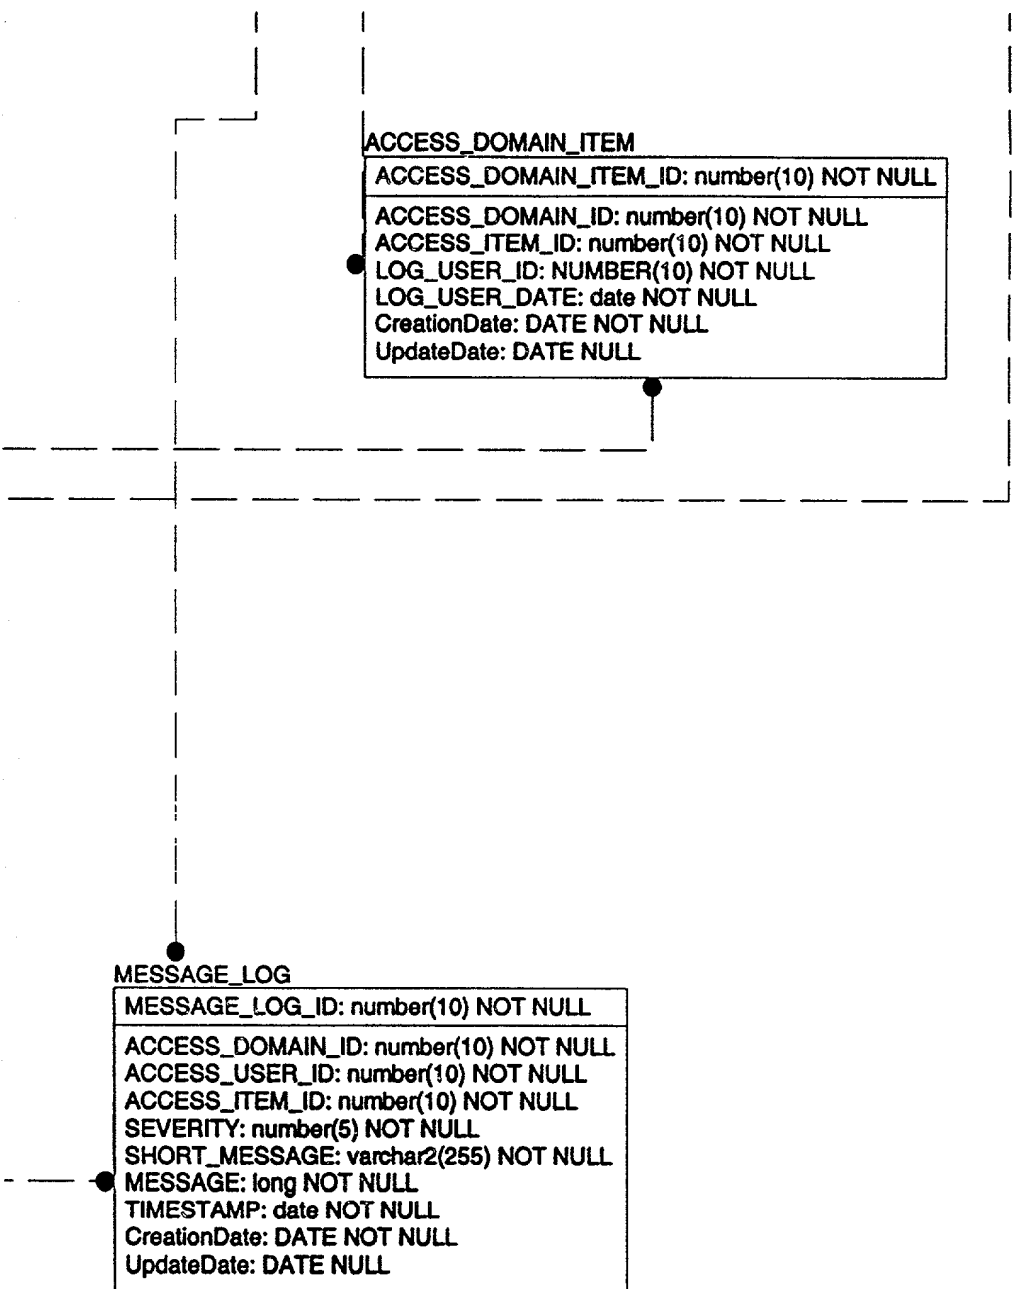 ACCESS_DOMAIN_ITEM
ACCESS_DOMAIN_ITEM_ID: number(10) NOT NULL
ACCESS_DOMAIN_ID: number(10) NOT NULL
ACCESS_ITEM_ID: number(10) NOT NULL
LOG_USER_ID: NUMBER(10) NOT NULL
LOG_USER_DATE: date NOT NULL
CreationDate: DATE NOT NULL
UpdateDate: DATE NULL
MESSAGE_LOG
MESSAGE_LOG_ID: number(10) NOT NULL
ACCESS_DOMAIN_ID: number(10) NOT NULL
ACCESS_USER_ID: number(10) NOT NULL
ACCESS_ITEM_ID: number(10) NOT NULL
SEVERITY: number(5) NOT NULL
SHORT_MESSAGE: varchar2(255) NOT NULL
MESSAGE: long NOT NULL
TIMESTAMP: date NOT NULL
CreationDate: DATE NOT NULL
UpdateDate: DATE NULL